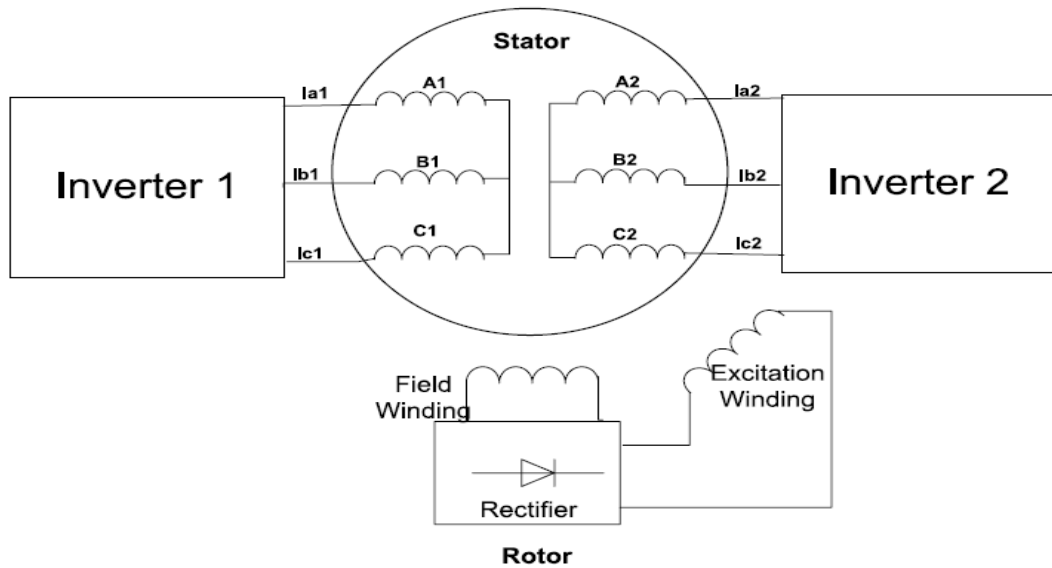 Stator
A1
A2
Ia1
Ia2
Inverter 1
B1
B2
Ib1
Ib2
Inverter 2
C1
C2
Ic1
Ic2
Field
Winding
Excitation
Winding
Rectifier
Rotor